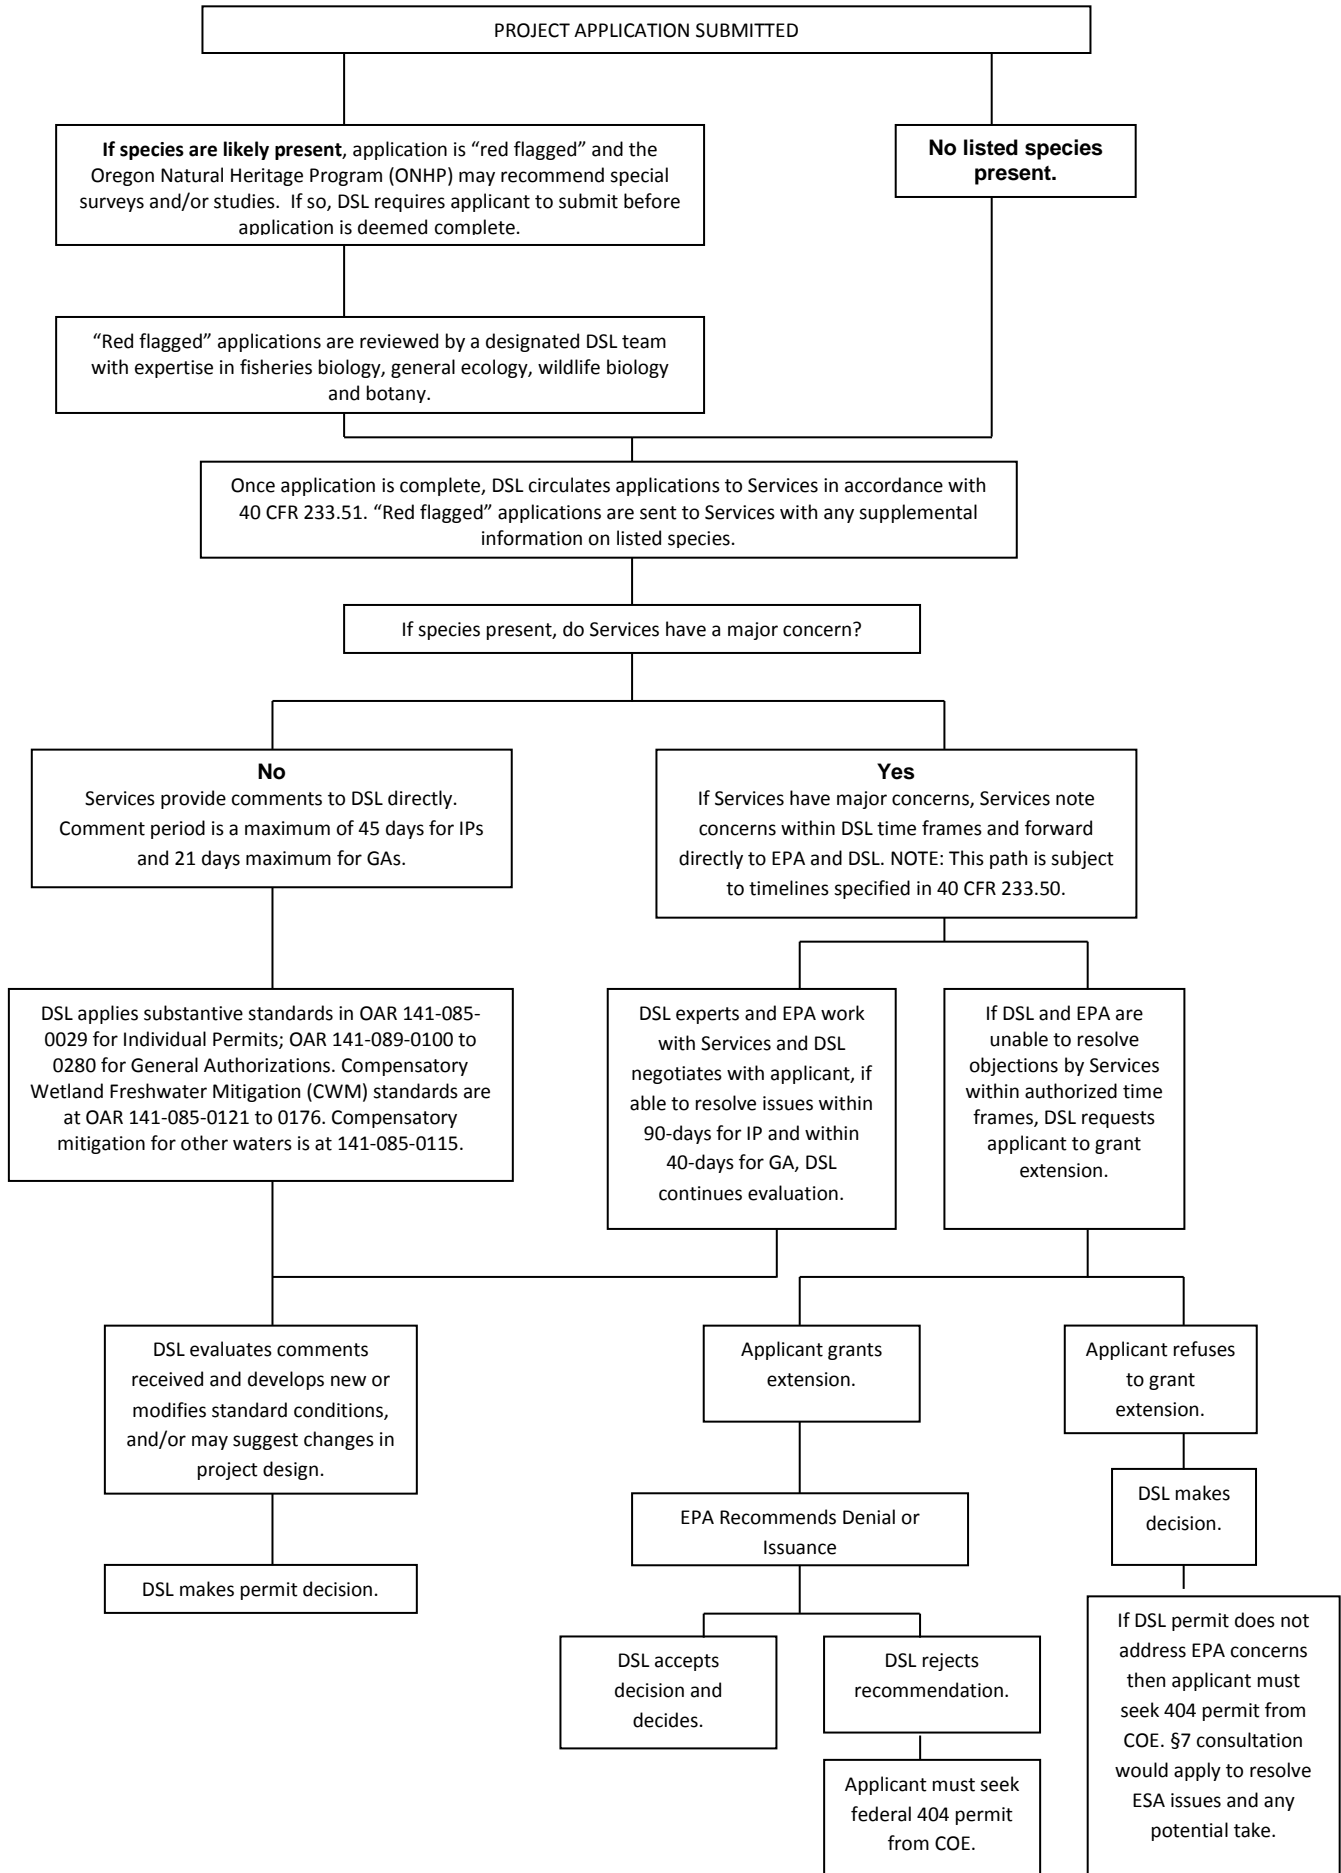 PROJECT APPLICATION SUBMITTED
If species are likely present, application is “red flagged” and the
Oregon Natural Heritage Program (ONHP) may recommend special
surveys and/or studies.  If so, DSL requires applicant to submit before
application is deemed complete.
No listed species
present.
“Red flagged” applications are reviewed by a designated DSL team
with expertise in fisheries biology, general ecology, wildlife biology
and botany.
Once application is complete, DSL circulates applications to Services in accordance with
40 CFR 233.51. “Red flagged” applications are sent to Services with any supplemental
information on listed species.
If species present, do Services have a major concern?
No
Services provide comments to DSL directly.
Comment period is a maximum of 45 days for IPs
and 21 days maximum for GAs.
Yes
If Services have major concerns, Services note
concerns within DSL time frames and forward
directly to EPA and DSL. NOTE: This path is subject
to timelines specified in 40 CFR 233.50.
DSL applies substantive standards in OAR 141-085-
0029 for Individual Permits; OAR 141-089-0100 to
0280 for General Authorizations. Compensatory
Wetland Freshwater Mitigation (CWM) standards are
at OAR 141-085-0121 to 0176. Compensatory
mitigation for other waters is at 141-085-0115.
DSL experts and EPA work
with Services and DSL
negotiates with applicant, if
able to resolve issues within
90-days for IP and within
40-days for GA, DSL
continues evaluation.
If DSL and EPA are
unable to resolve
objections by Services
within authorized time
frames, DSL requests
applicant to grant
extension.
DSL evaluates comments
received and develops new or
modifies standard conditions,
and/or may suggest changes in
project design.
Applicant grants
extension.
Applicant refuses
to grant
extension.
DSL makes
decision.
EPA Recommends Denial or
Issuance
DSL makes permit decision.
DSL accepts
decision and
decides.
DSL rejects
recommendation.
If DSL permit does not
address EPA concerns
then applicant must
seek 404 permit from
COE. §7 consultation
would apply to resolve
ESA issues and any
potential take.
Applicant must seek
federal 404 permit
from COE.